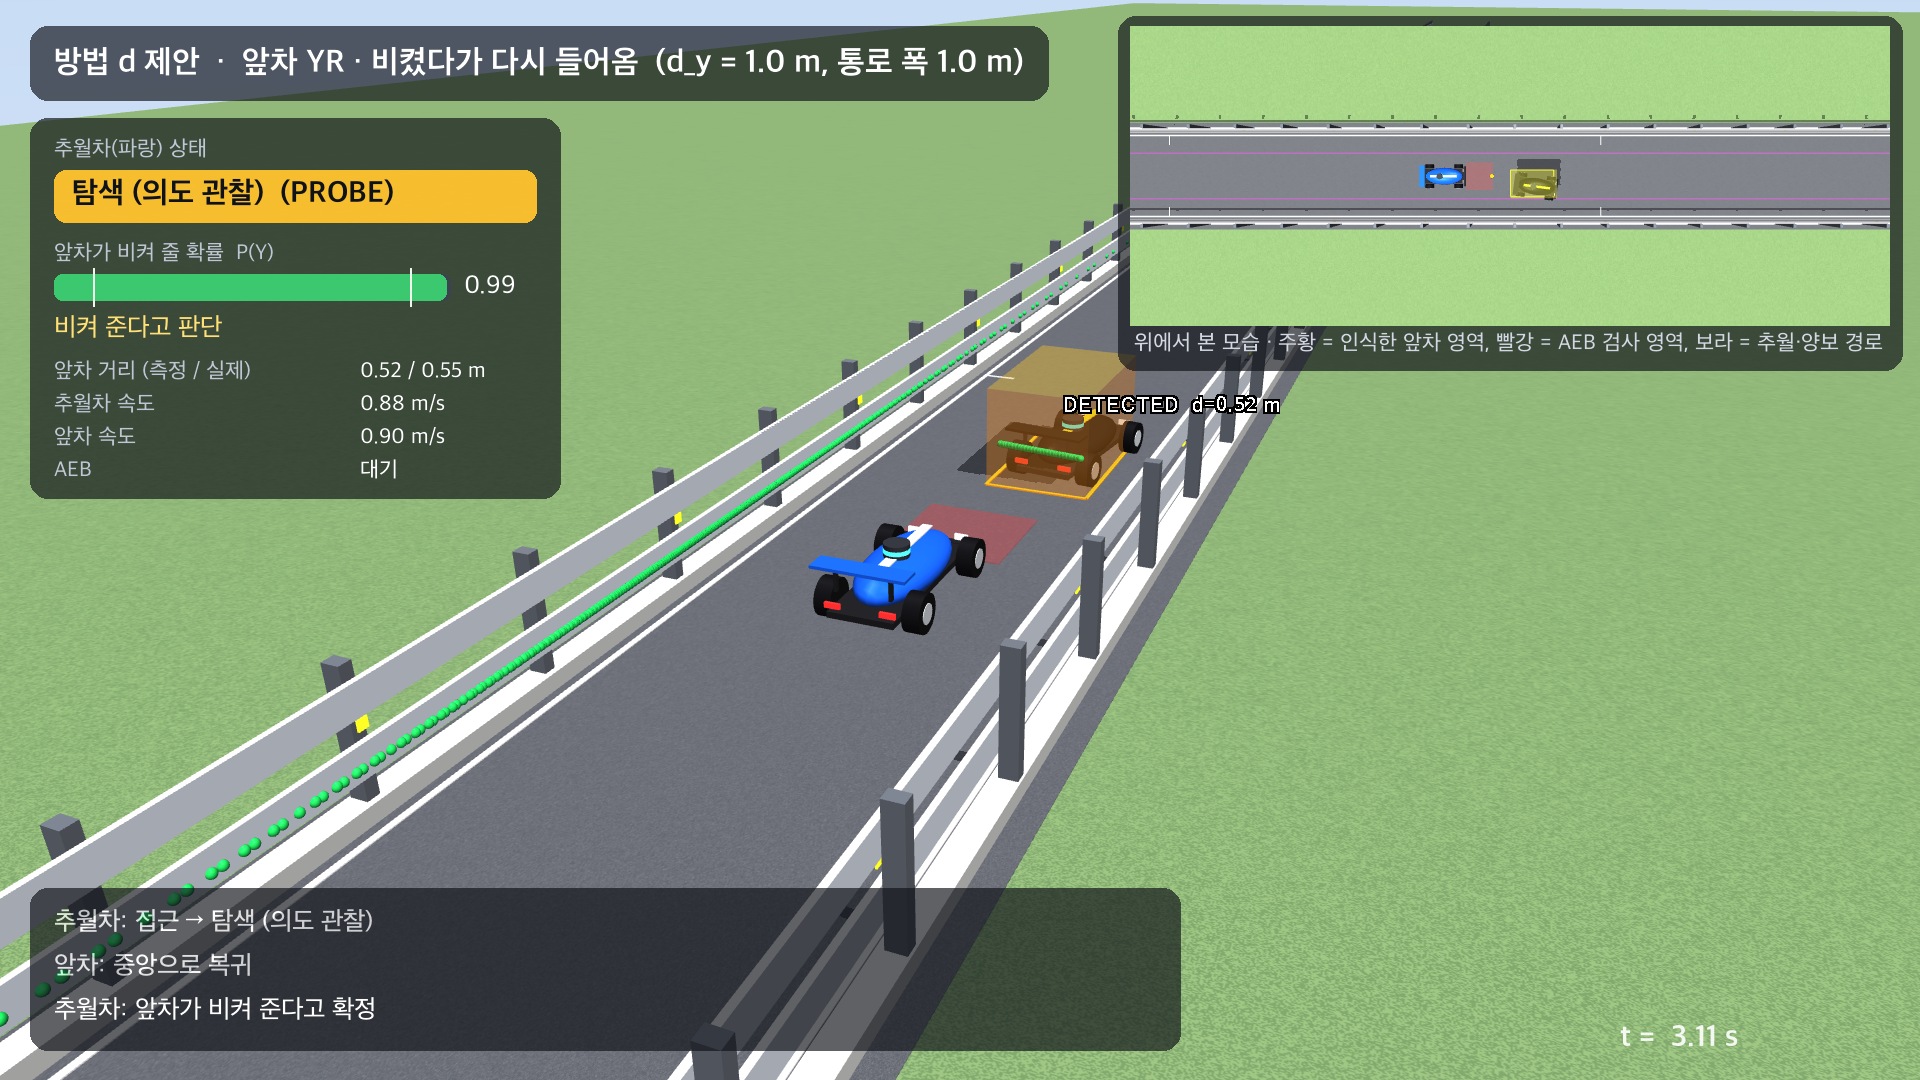 방법 d 제안 · 앞차 YR · 비켰다가 다시 들어옴 (d_y = 1.0 m, 통로 폭 1.0 m)
추월차(파랑) 상태
탐색 (의도 관찰) (PROBE)
앞차가 비켜 줄 확률 P(Y)
0.99
비켜 준다고 판단
앞차 거리 (측정 / 실제) 0.52 / 0.55 m
추월차 속도 0.88 m/s
앞차 속도 0.90 m/s
AEB 대기
위에서 본 모습 · 주황 = 인식한 앞차 영역, 빨강 = AEB 검사 영역, 보라 = 추월·양보 경로
DETECTED d=0.52 m
추월차: 접근 → 탐색 (의도 관찰)
앞차: 중앙으로 복귀
추월차: 앞차가 비켜 준다고 확정
t = 3.11 s